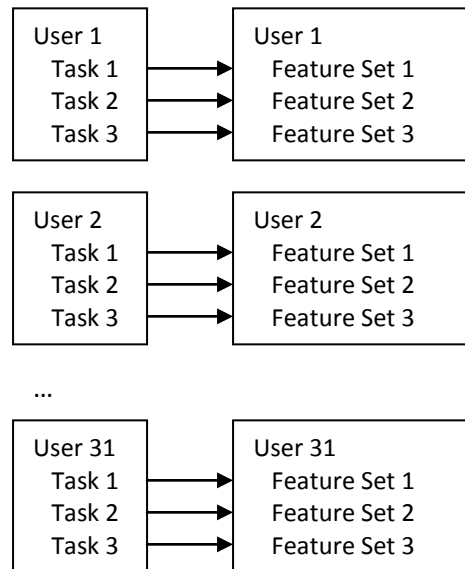 User 1
Task 1
Task 2
Task 3
User 1
Feature Set 1
Feature Set 2
Feature Set 3
User 2
Task 1
Task 2
Task 3
User 2
Feature Set 1
Feature Set 2
Feature Set 3
...
User 31
Task 1
Task 2
Task 3
User 31
Feature Set 1
Feature Set 2
Feature Set 3